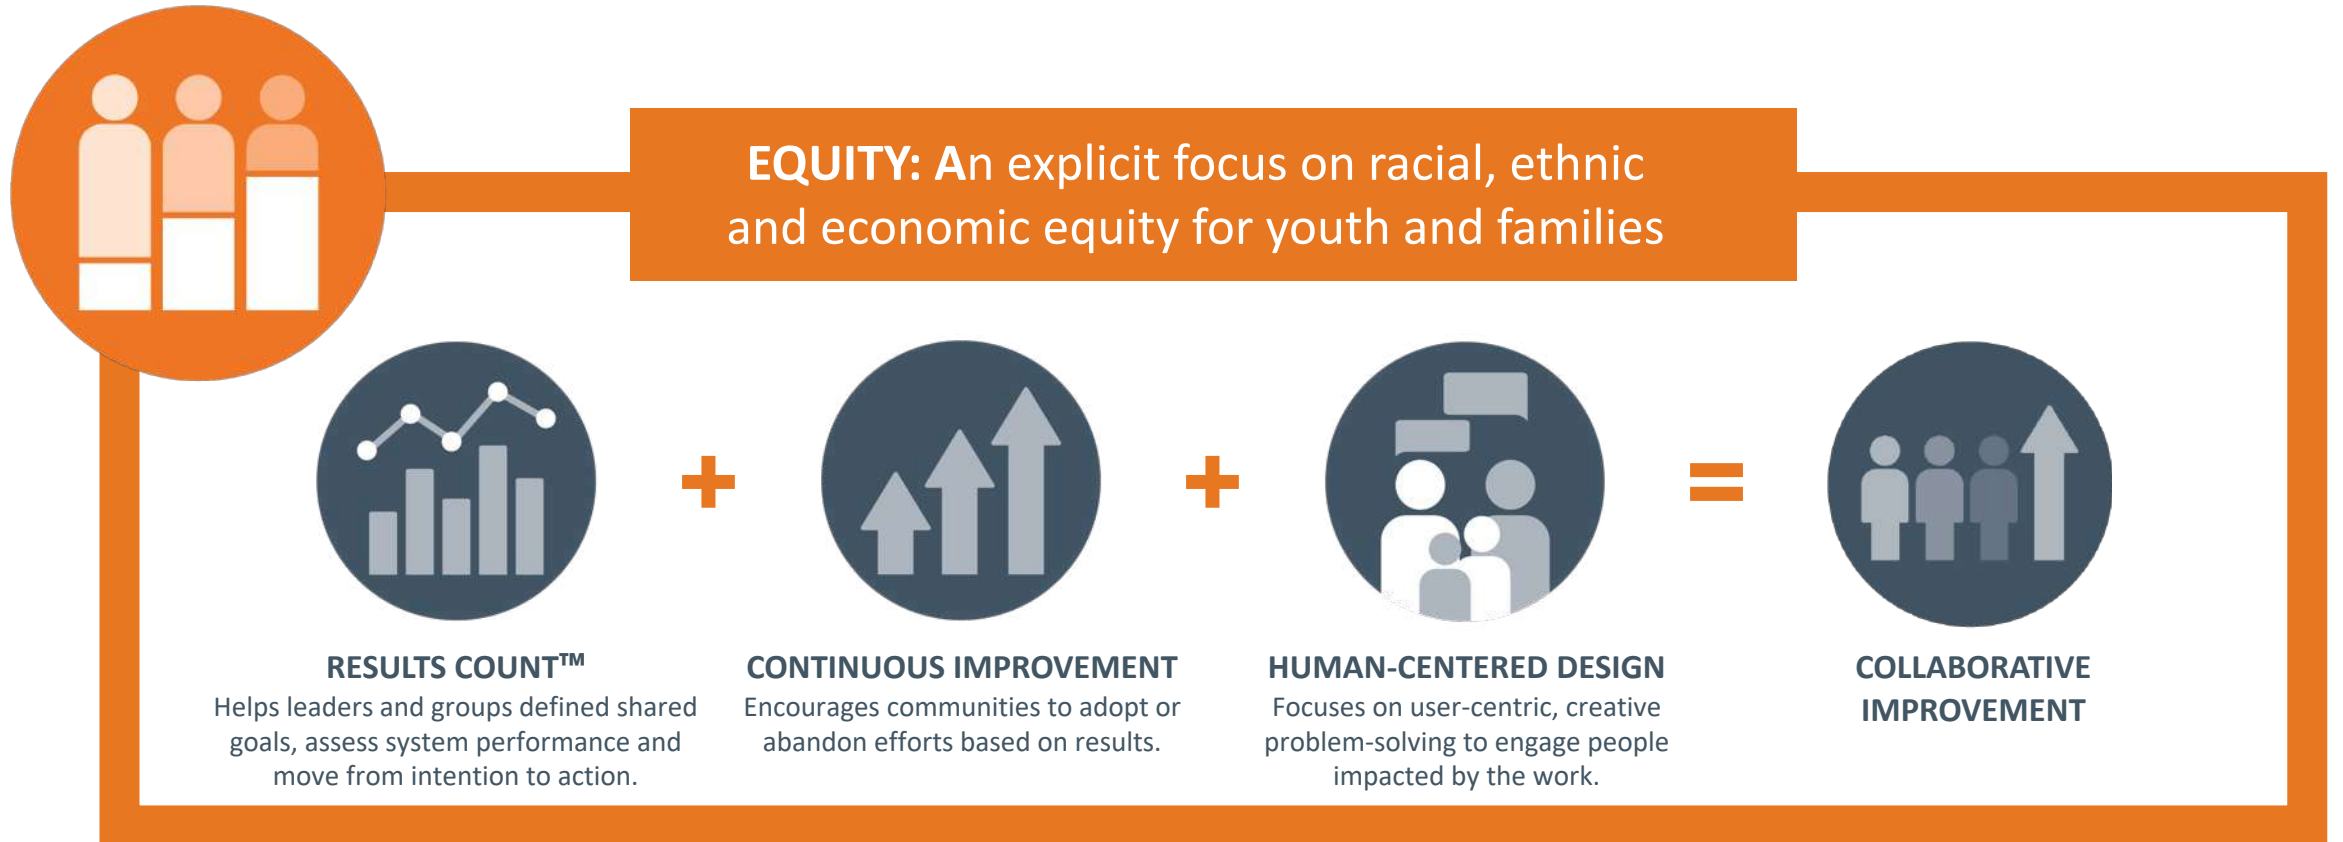 EQUITY: An explicit focus on racial, ethnic
and economic equity for youth and families
RESULTS COUNT™
Helps leaders and groups defined shared
goals, assess system performance and
move from intention to action.
CONTINUOUS IMPROVEMENT
Encourages communities to adopt or
abandon efforts based on results.
HUMAN-CENTERED DESIGN
Focuses on user-centric, creative
problem-solving to engage people
impacted by the work.
COLLABORATIVE
IMPROVEMENT